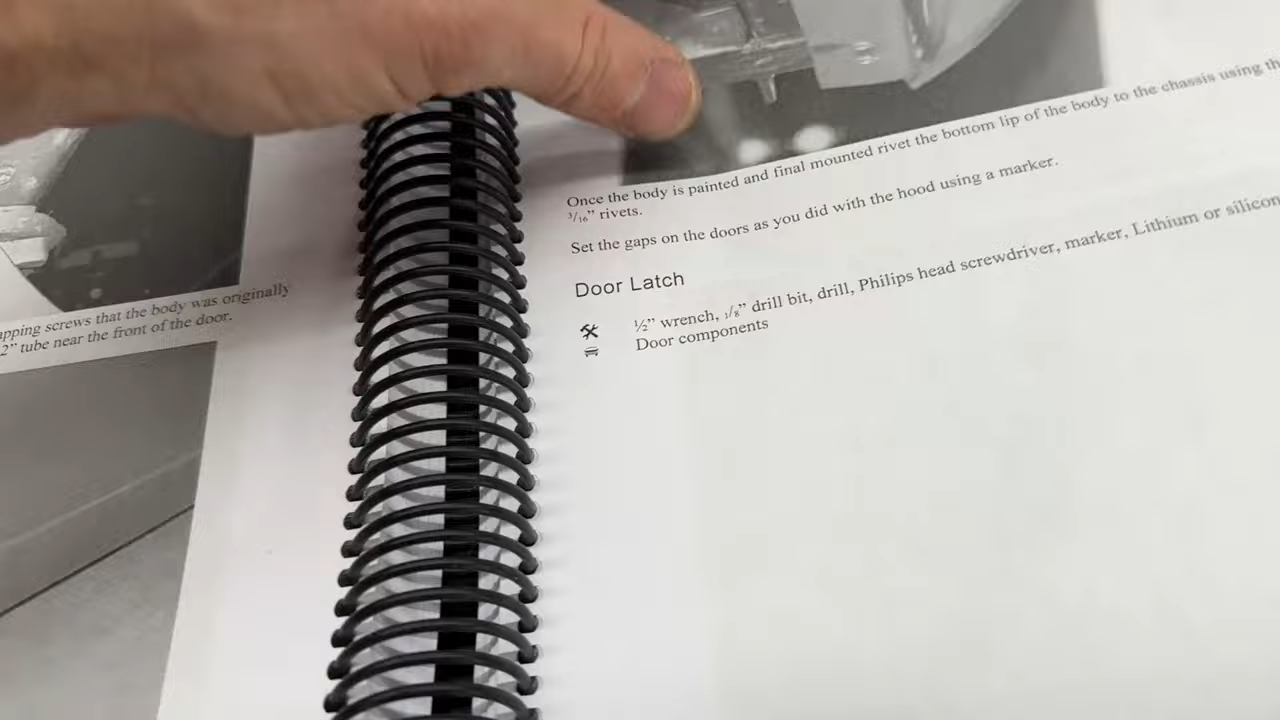 apping screws that the body was originally
2” tube near the front of the door.
Once the body is painted and final mounted rivet the bottom lip of the body to the chassis using
³/₁₆” rivets.
Set the gaps on the doors as you did with the hood using a marker.
Door Latch
½” wrench, ₁/₈” drill bit, drill, Philips head screwdriver, marker, Lithium or silicon
Door components